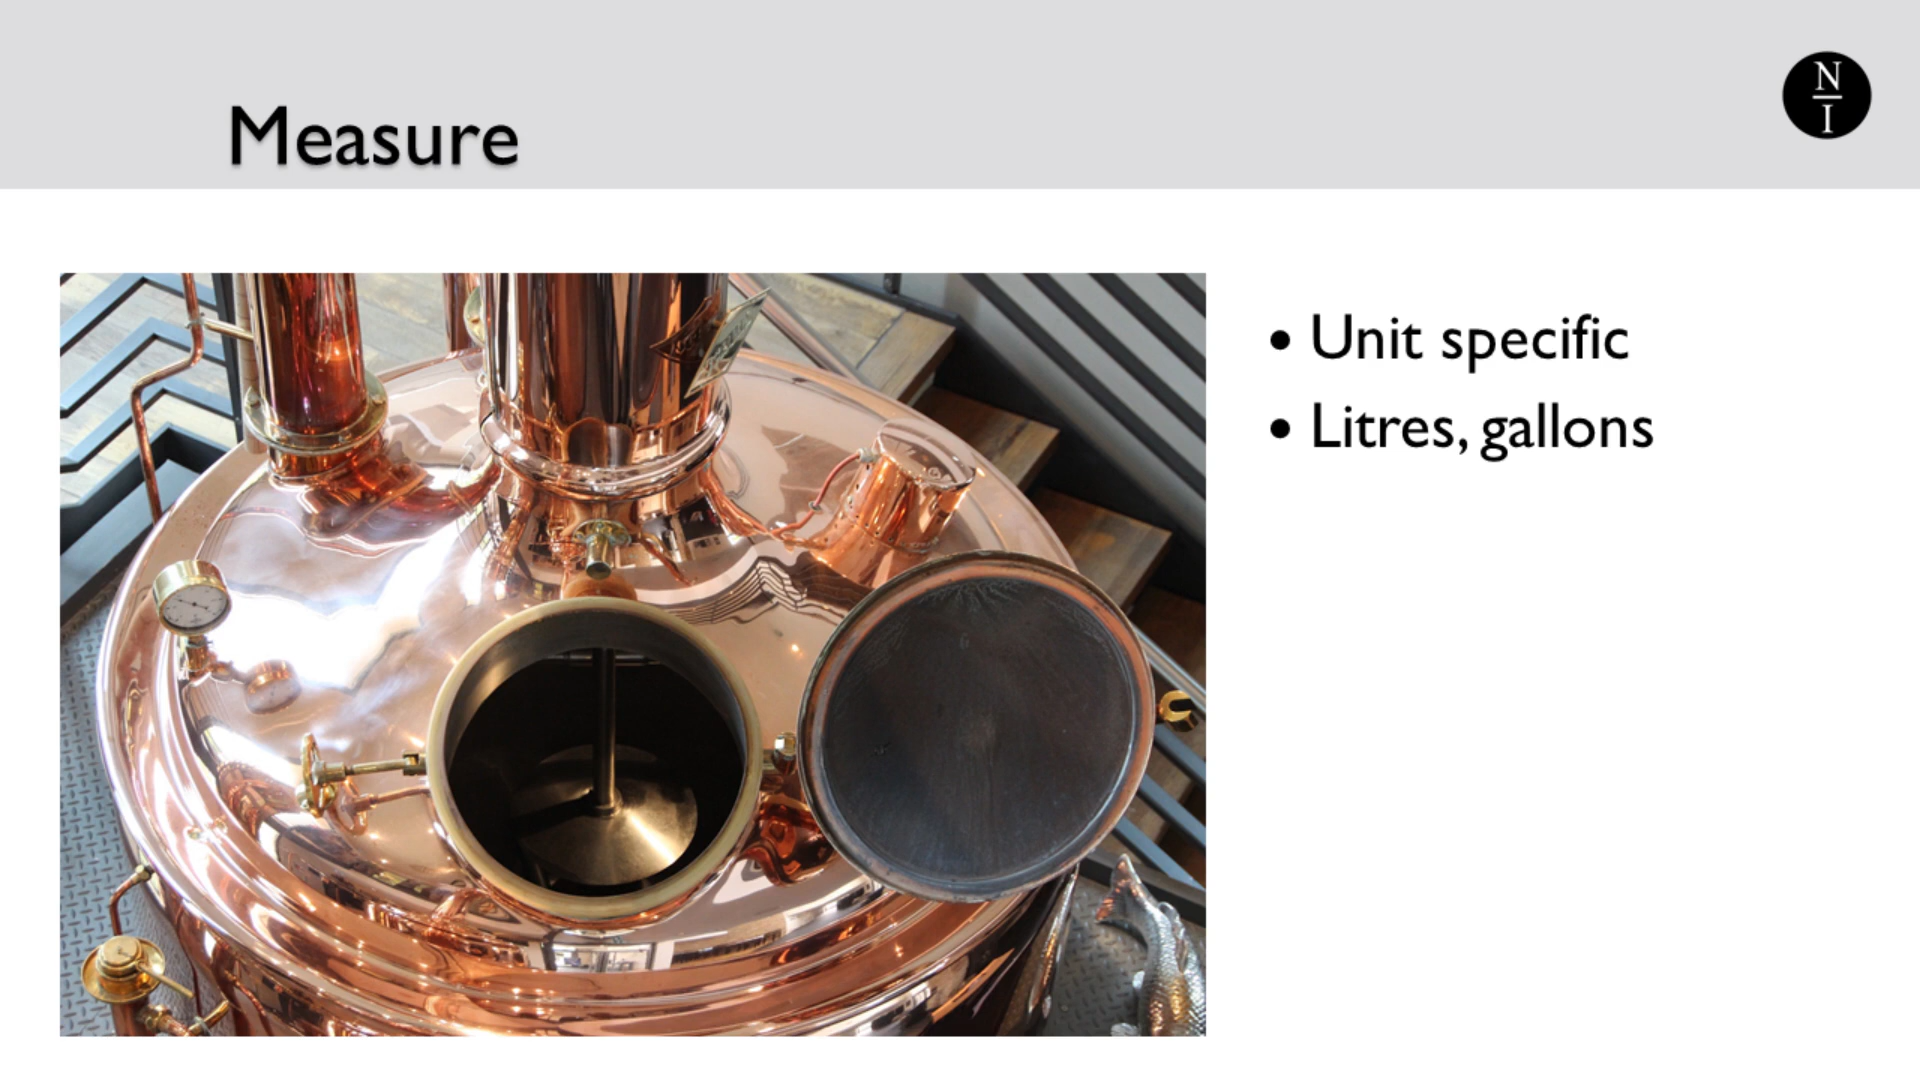 Measure
N
I
Unit specific
Litres, gallons